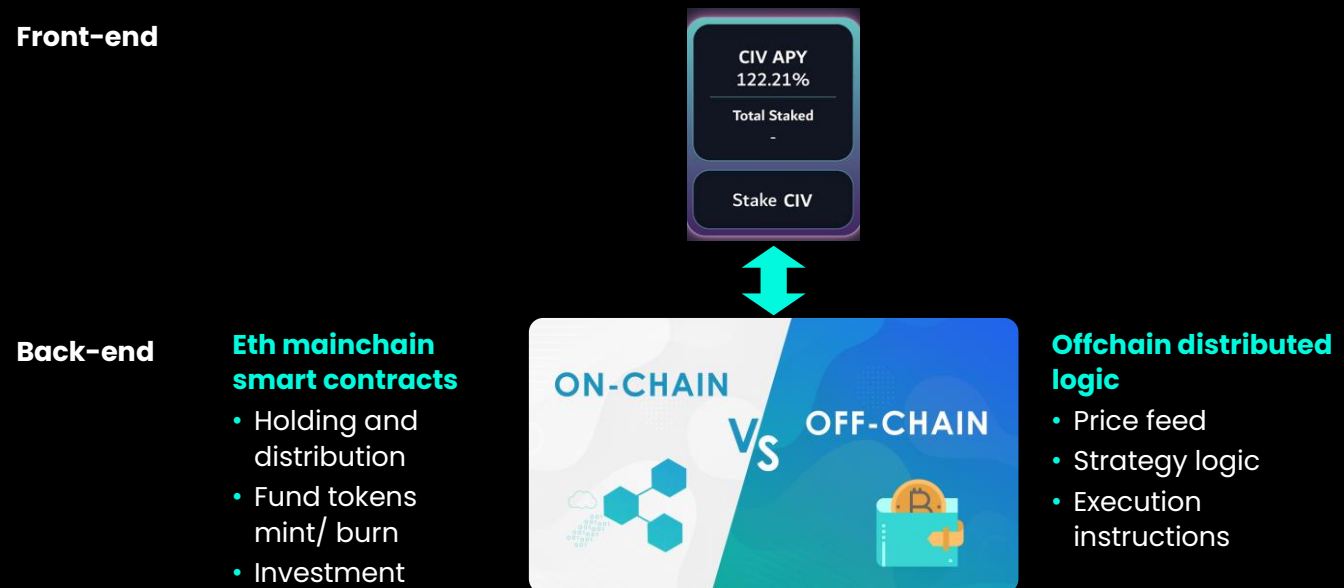 Front-end
CIV APY
122.21%
Total Staked
-
Stake CIV
Back-end
Eth mainchain
smart contracts
• Holding and
distribution
• Fund tokens
mint/ burn
• Investment
ON-CHAIN
VS
OFF-CHAIN
Offchain distributed
logic
• Price feed
• Strategy logic
• Execution
instructions